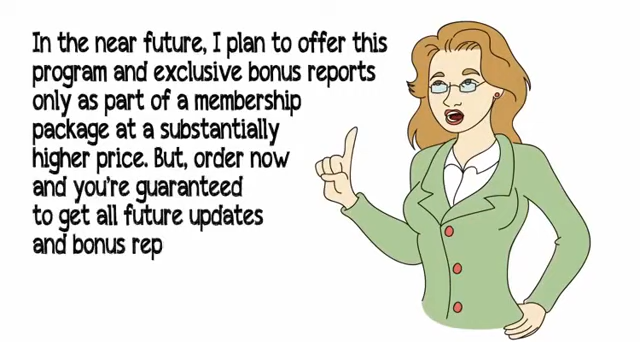 In the near future, I plan to offer this
program and exclusive bonus reports
only as part of a membership
package at a substantially
higher price. But, order now
and you're guaranteed
to get all future updates
and bonus rep